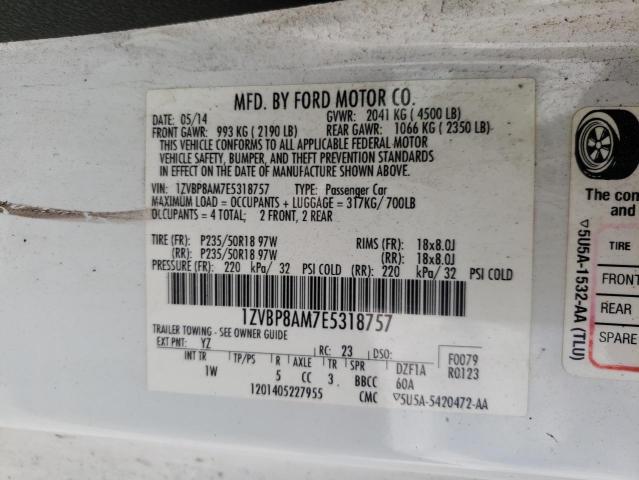 MFD. BY FORD MOTOR CO.
DATE: 05/14 GVWR: 2041 KG ( 4500 LB)
FRONT GAWR: 993 KG ( 2190 LB) REAR GAWR: 1066 KG ( 2350 LB)
THIS VEHICLE CONFORMS TO ALL APPLICABLE FEDERAL MOTOR
VEHICLE SAFETY, BUMPER, AND THEFT PREVENTION STANDARDS
IN EFFECT ON THE DATE OF MANUFACTURE SHOWN ABOVE.
VIN: 1ZVBP8AM7E5318757 TYPE: Passenger Car
MAXIMUM LOAD = OCCUPANTS + LUGGAGE = 317KG/ 700LB
OCCUPANTS = 4 TOTAL; 2 FRONT, 2 REAR
TIRE (FR): P235/50R18 97W RIMS (FR): 18x8.0J
(RR): P235/50R18 97W (RR): 18x8.0J
PRESSURE (FR): 220 kPa/ 32 PSI COLD (RR): 220 kPa/ 32 PSI COLD
1ZVBP8AM7E5318757
TRAILER TOWING - SEE OWNER GUIDE
EXT PNT: YZ RC: 23 DSO: F0079
INT TR TP/PS R AXLE TR SPR DZF1A R0123
1W 5 CC 3. BBCC 60A
1201405227955 CMC ▽5U5A-5420472-AA
▽5U5A-1532-AA (TLU)
The con
and
TIRE
FRONT
REAR
SPARE